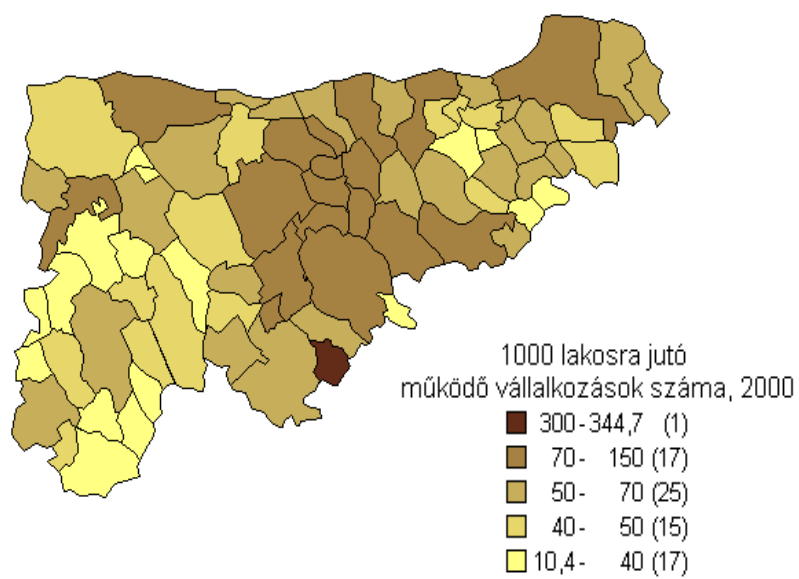 1000 lakosra jutó
működő vállalkozások száma, 2000
300 - 344,7 (1)
70 - 150 (17)
50 - 70 (25)
40 - 50 (15)
10,4 - 40 (17)